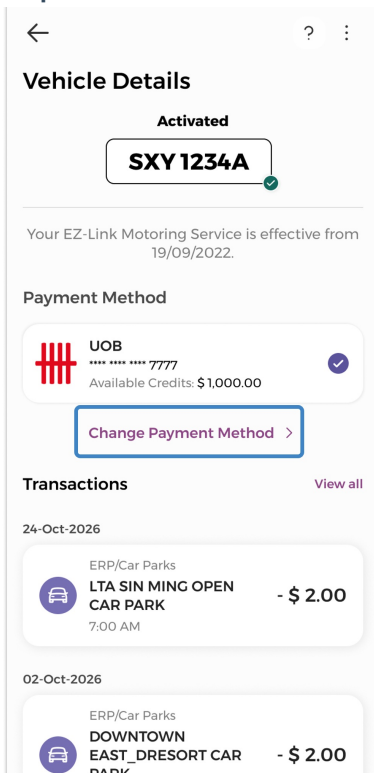 ?
Vehicle Details
Activated
SXY 1234A
Your EZ-Link Motoring Service is effective from
19/09/2022.
Payment Method
UOB
**** **** **** 7777
Available Credits: $ 1,000.00
Change Payment Method >
Transactions
View all
24-Oct-2026
ERP/Car Parks
LTA SIN MING OPEN
CAR PARK
- $ 2.00
7:00 AM
02-Oct-2026
ERP/Car Parks
DOWNTOWN
EAST_DRESORT CAR
- $ 2.00
PARK